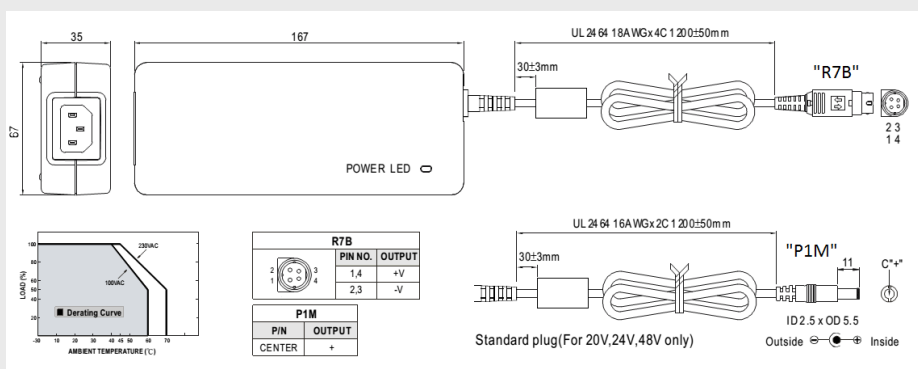 35
167
67
POWER LED
UL 2464 18AWGx 4C 1200±50mm
30±3mm
"R7B"
2 3
1 4
UL 2464 16AWGx 2C 1200±50mm
30±3mm
"P1M"
11
C"+"
ID 2.5 x OD 5.5
Standard plug(For 20V,24V,48V only)
Outside
Inside
LOAD (%)
100
80
60
50
40
20
230VAC
100VAC
Derating Curve
-30 0 10 20 30 40 45 50 60 70
AMBIENT TEMPERATURE (℃)
R7B
PIN NO. OUTPUT
2 3
1 4
1,4 +V
2,3 -V
P1M
P/N OUTPUT
CENTER +